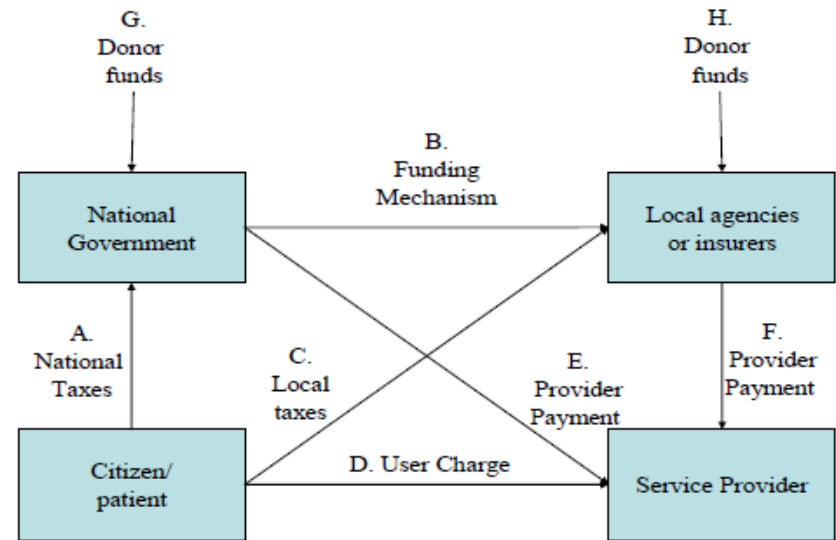 G.
Donor
funds
H.
Donor
funds
B.
Funding
Mechanism
National
Government
Local agencies
or insurers
A.
National
Taxes
C.
Local
taxes
E.
Provider
Payment
F.
Provider
Payment
Citizen/
patient
D. User Charge
Service Provider